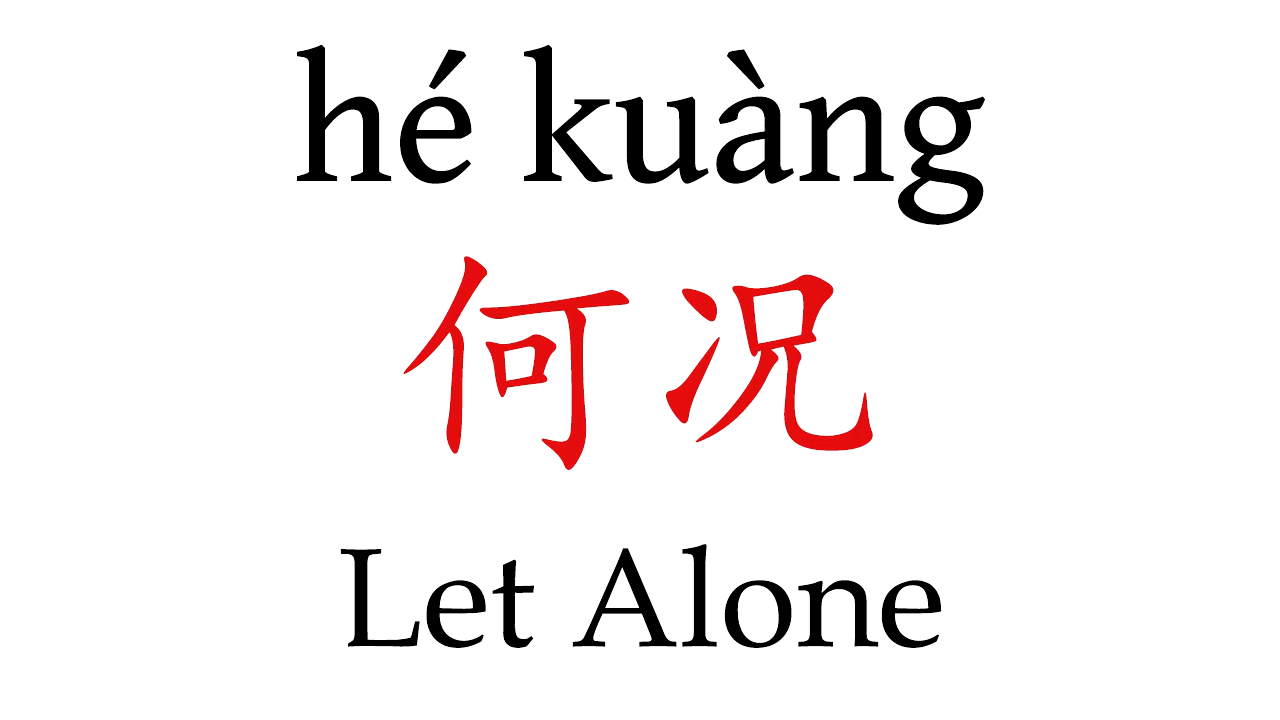 hé kuàng
何况
Let Alone